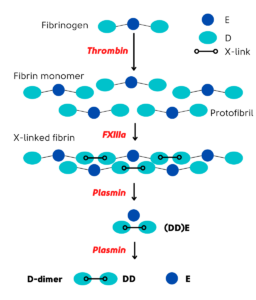 Fibrinogen
E
D
X-link
Thrombin
Fibrin monomer
Protofibril
FXIIIa
X-linked fibrin
Plasmin
(DD)E
Plasmin
D-dimer DD E